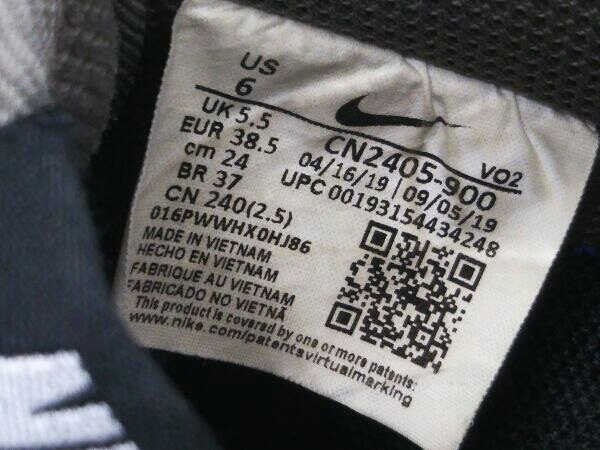 US
6
UK 5.5
EUR 38.5
cm 24
BR 37
CN 240(2.5)
016PWWHX0HJ86
MADE IN VIETNAM
HECHO EN VIETNAM
FABRIQUE AU VIETNAM
FABRICADO NO VIETNÃ
This product is covered by one or more patents:
www.nike.com/patentsvirtualmarking
CN2405-900 VO2
04/16/19 | 09/05/19
UPC 00193154434248